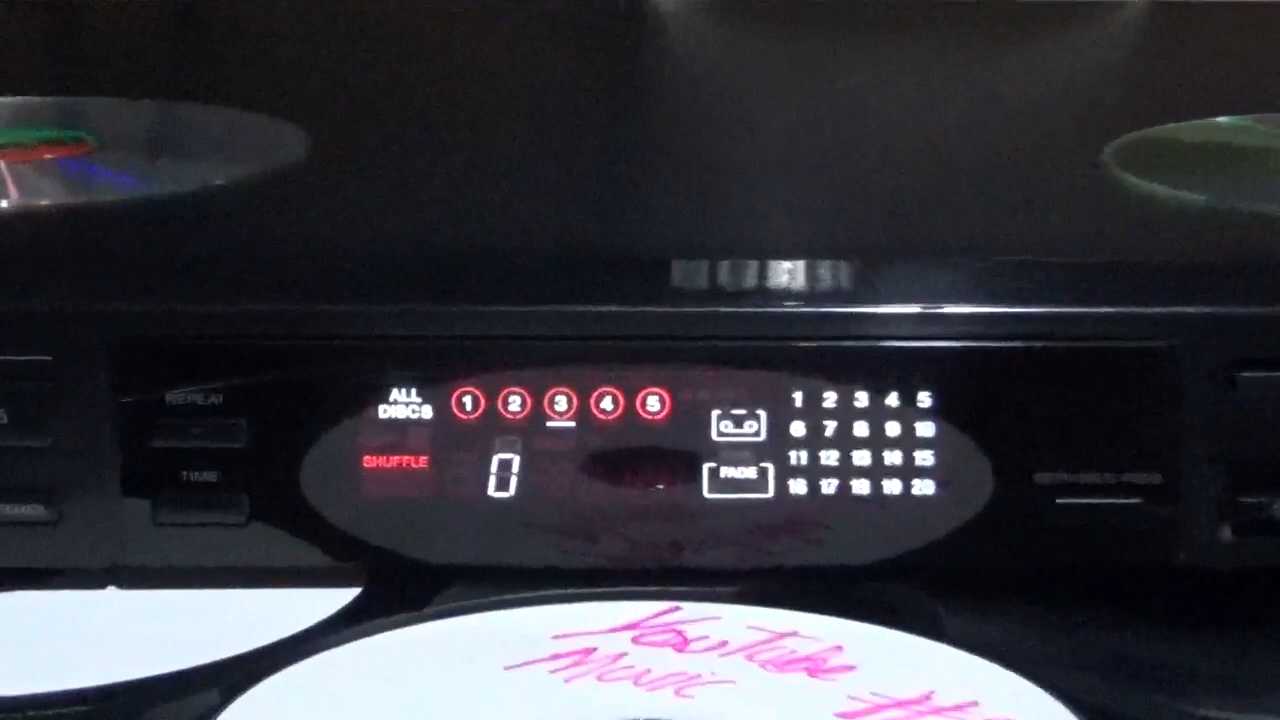 REPEAT
TIME
ALL
DISCS
1 2 3 4 5
SHUFFLE
0
FADE
1 2 3 4 5
6 7 8 9 10
11 12 13 14 15
16 17 18 19 20
YouTube
Music #